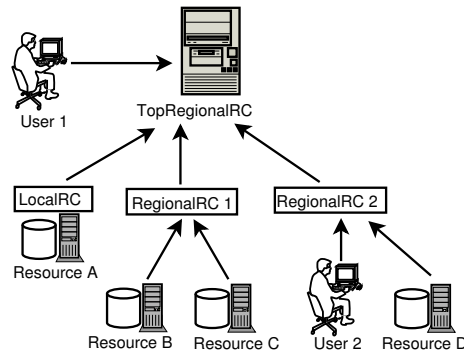 User 1
TopRegionalRC
LocalRC
Resource A
RegionalRC 1
RegionalRC 2
Resource B
Resource C
User 2
Resource D